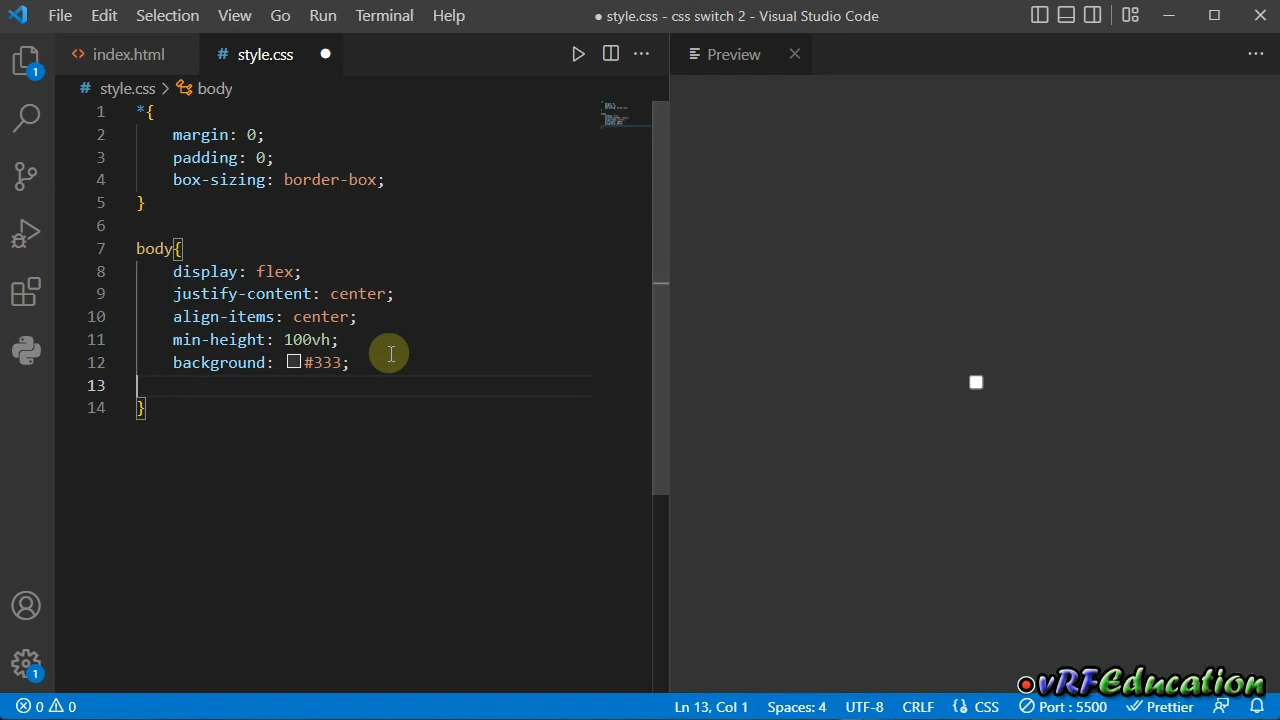 File Edit Selection View Go Run Terminal Help ● style.css - css switch 2 - Visual Studio Code
<> index.html # style.css ● Preview
# style.css > body
1 *{
2 margin: 0;
3 padding: 0;
4 box-sizing: border-box;
5 }
6
7 body{
8 display: flex;
9 justify-content: center;
10 align-items: center;
11 min-height: 100vh;
12 background: #333;
13
14 }
1
1
vRFEducation
0 0 Ln 13, Col 1 Spaces: 4 UTF-8 CRLF {} CSS Port : 5500 Prettier